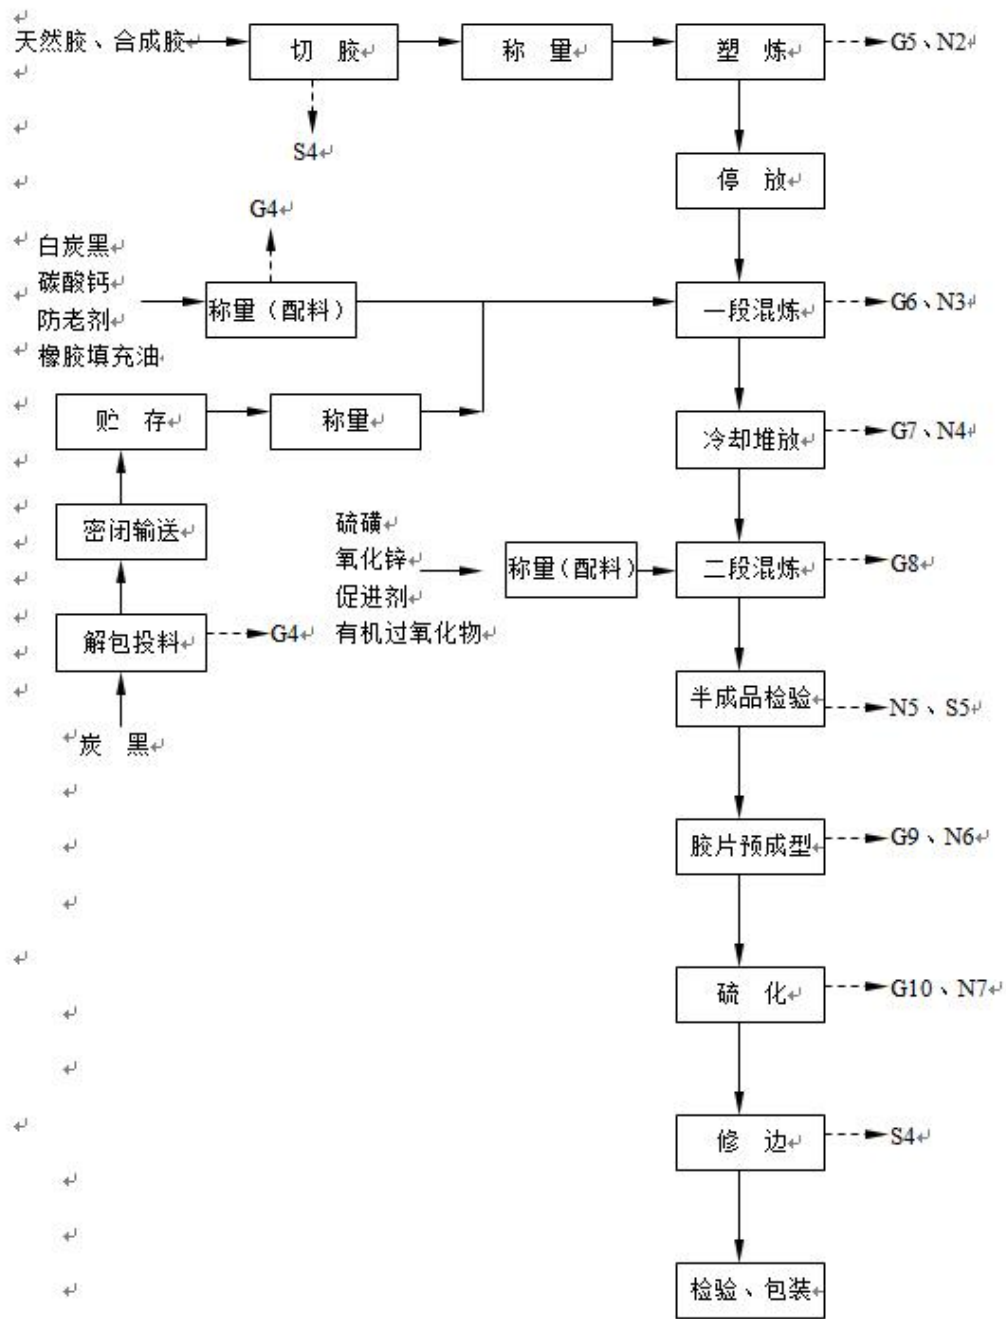 天然胶、合成胶
切 胶
称 量
塑 炼
G5、N2
S4
停 放
G4
白炭黑
碳酸钙
防老剂
橡胶填充油
称量（配料）
一段混炼
G6、N3
贮 存
称量
冷却堆放
G7、N4
密闭输送
硫磺
氧化锌
促进剂
有机过氧化物
称量（配料）
二段混炼
G8
解包投料
G4
炭 黑
半成品检验
N5、S5
胶片预成型
G9、N6
硫 化
G10、N7
修 边
S4
检验、包装